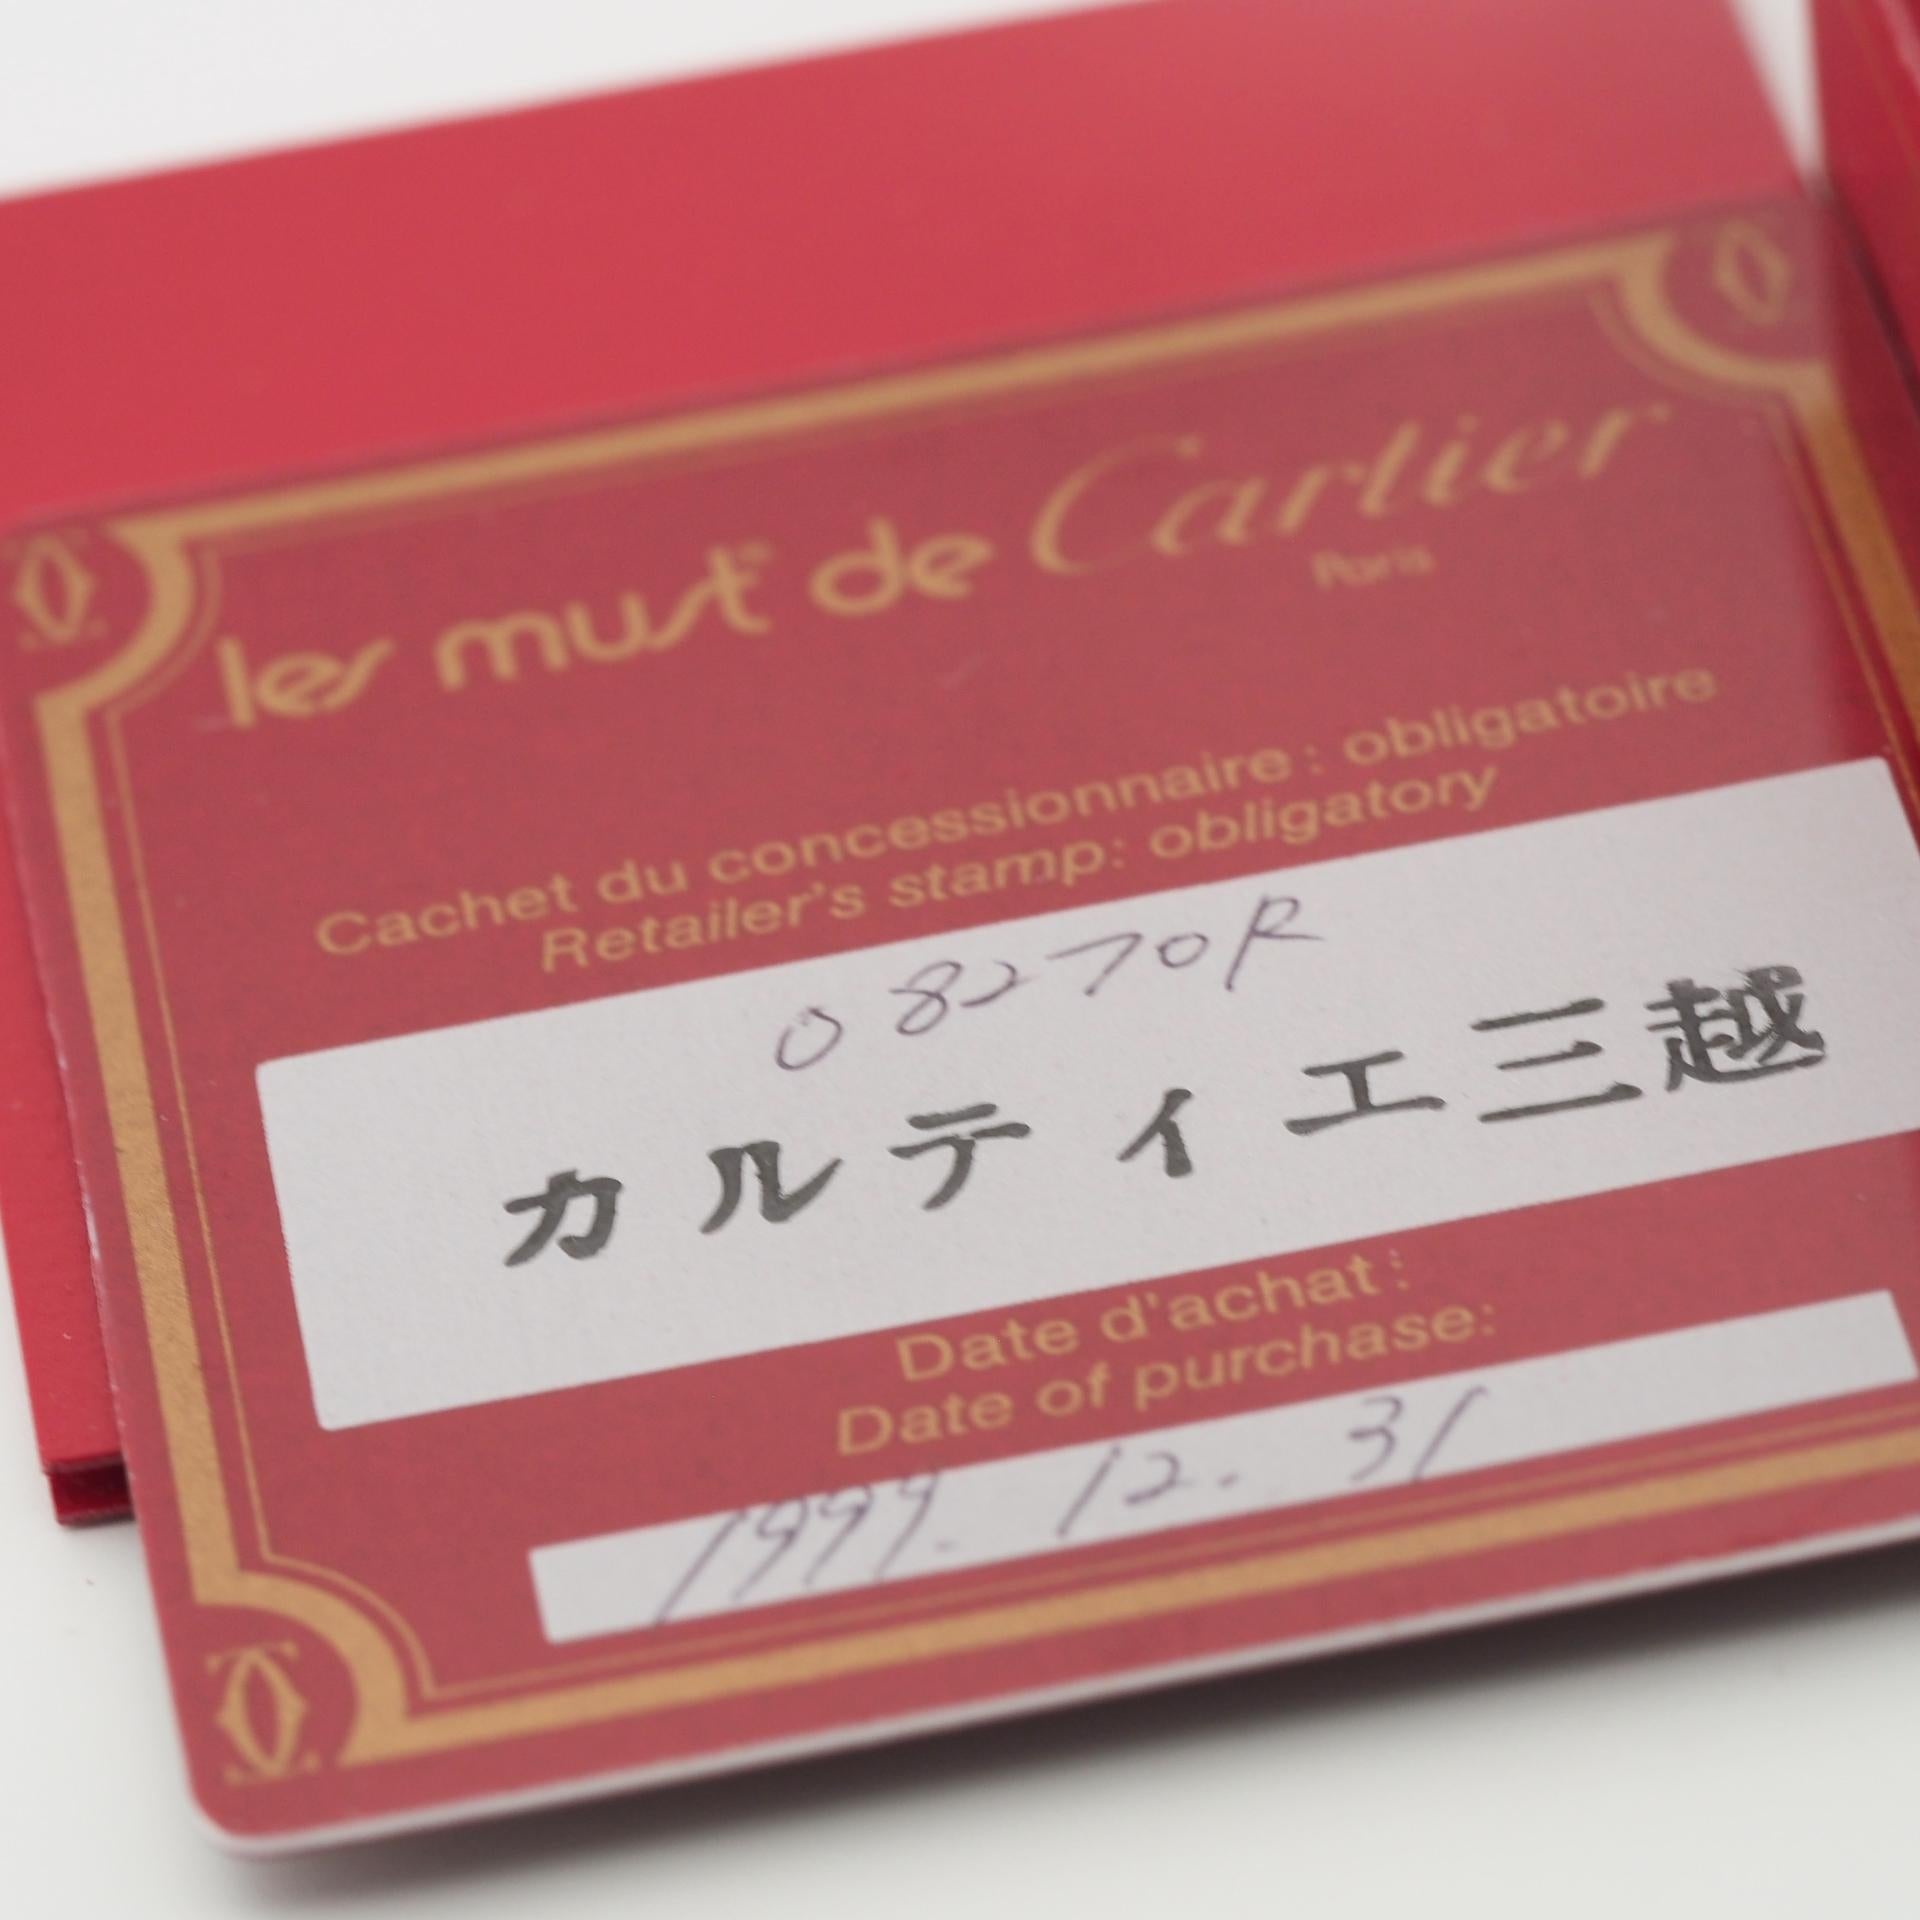 les must de Cartier
Paris
Cachet du concessionnaire : obligatoire
Retailer's stamp: obligatory
08270R
カルティエ三越
Date d'achat :
Date of purchase:
1999. 12. 31